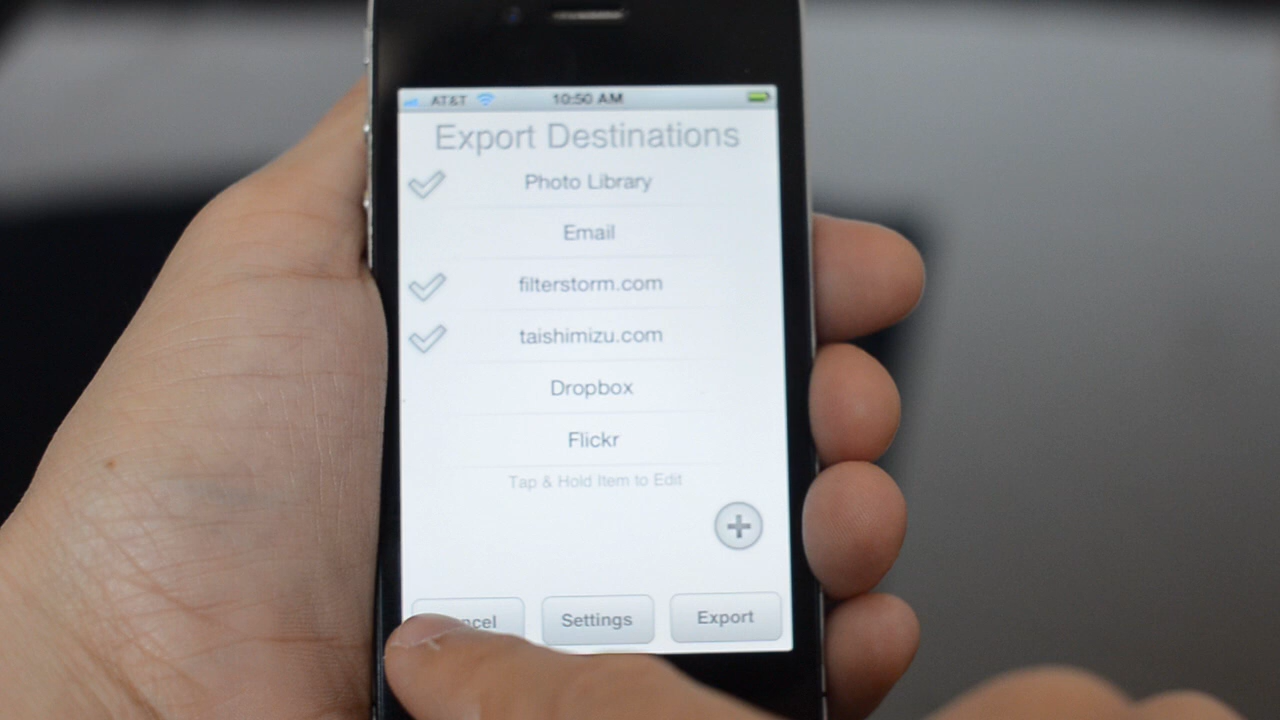 AT&T 10:50 AM
Export Destinations
Photo Library
Email
filterstorm.com
taishimizu.com
Dropbox
Flickr
Tap & Hold Item to Edit
ncel Settings Export